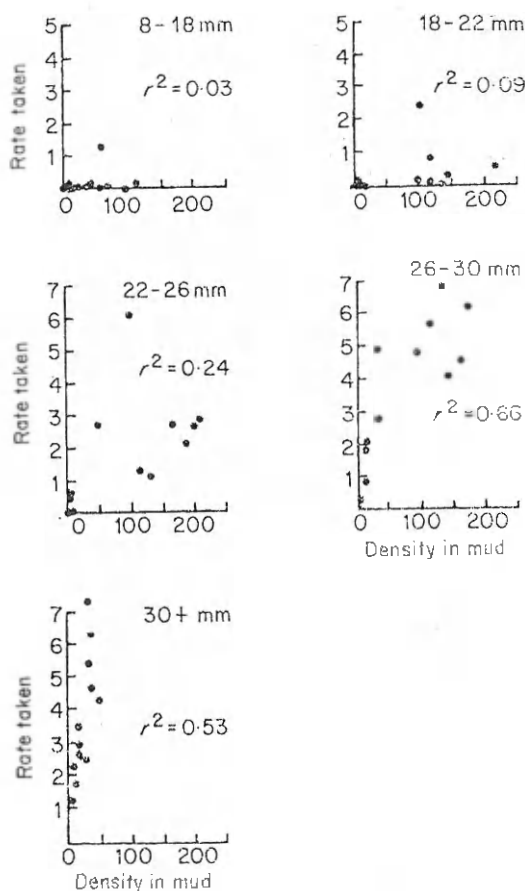 8-18 mm
r² = 0·03
Rate taken
5
4
3
2
1
0 100 200
18-22 mm
r² = 0·09
5
4
3
2
1
0 100 200
22-26 mm
r² = 0·24
Rate taken
7
6
5
4
3
2
1
0 100 200
26-30 mm
r² = 0·66
7
6
5
4
3
2
1
0 100 200
Density in mud
30+ mm
r² = 0·53
Rate taken
7
6
5
4
3
2
1
0 100 200
Density in mud